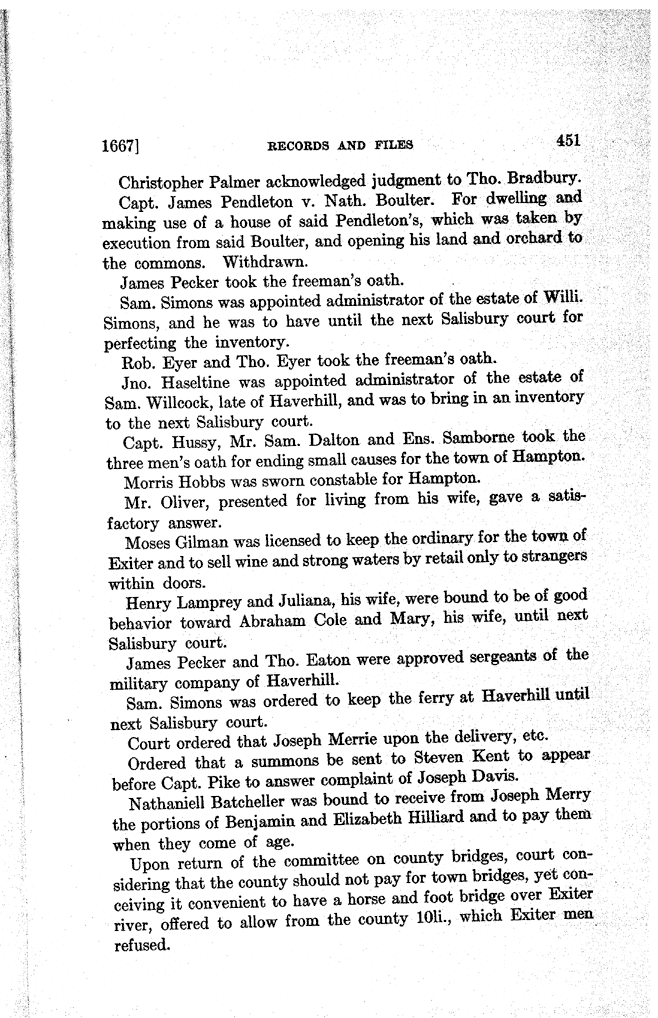 1667] RECORDS AND FILES 451
Christopher Palmer acknowledged judgment to Tho. Bradbury.
Capt. James Pendleton v. Nath. Boulter. For dwelling and
making use of a house of said Pendleton's, which was taken by
execution from said Boulter, and opening his land and orchard to
the commons. Withdrawn.
James Pecker took the freeman's oath.
Sam. Simons was appointed administrator of the estate of Willi.
Simons, and he was to have until the next Salisbury court for
perfecting the inventory.
Rob. Eyer and Tho. Eyer took the freeman's oath.
Jno. Haseltine was appointed administrator of the estate of
Sam. Willcock, late of Haverhill, and was to bring in an inventory
to the next Salisbury court.
Capt. Hussy, Mr. Sam. Dalton and Ens. Samborne took the
three men's oath for ending small causes for the town of Hampton.
Morris Hobbs was sworn constable for Hampton.
Mr. Oliver, presented for living from his wife, gave a satis-
factory answer.
Moses Gilman was licensed to keep the ordinary for the town of
Exiter and to sell wine and strong waters by retail only to strangers
within doors.
Henry Lamprey and Juliana, his wife, were bound to be of good
behavior toward Abraham Cole and Mary, his wife, until next
Salisbury court.
James Pecker and Tho. Eaton were approved sergeants of the
military company of Haverhill.
Sam. Simons was ordered to keep the ferry at Haverhill until
next Salisbury court.
Court ordered that Joseph Merrie upon the delivery, etc.
Ordered that a summons be sent to Steven Kent to appear
before Capt. Pike to answer complaint of Joseph Davis.
Nathaniell Batcheller was bound to receive from Joseph Merry
the portions of Benjamin and Elizabeth Hilliard and to pay them
when they come of age.
Upon return of the committee on county bridges, court con-
sidering that the county should not pay for town bridges, yet con-
ceiving it convenient to have a horse and foot bridge over Exiter
river, offered to allow from the county 10li., which Exiter men
refused.